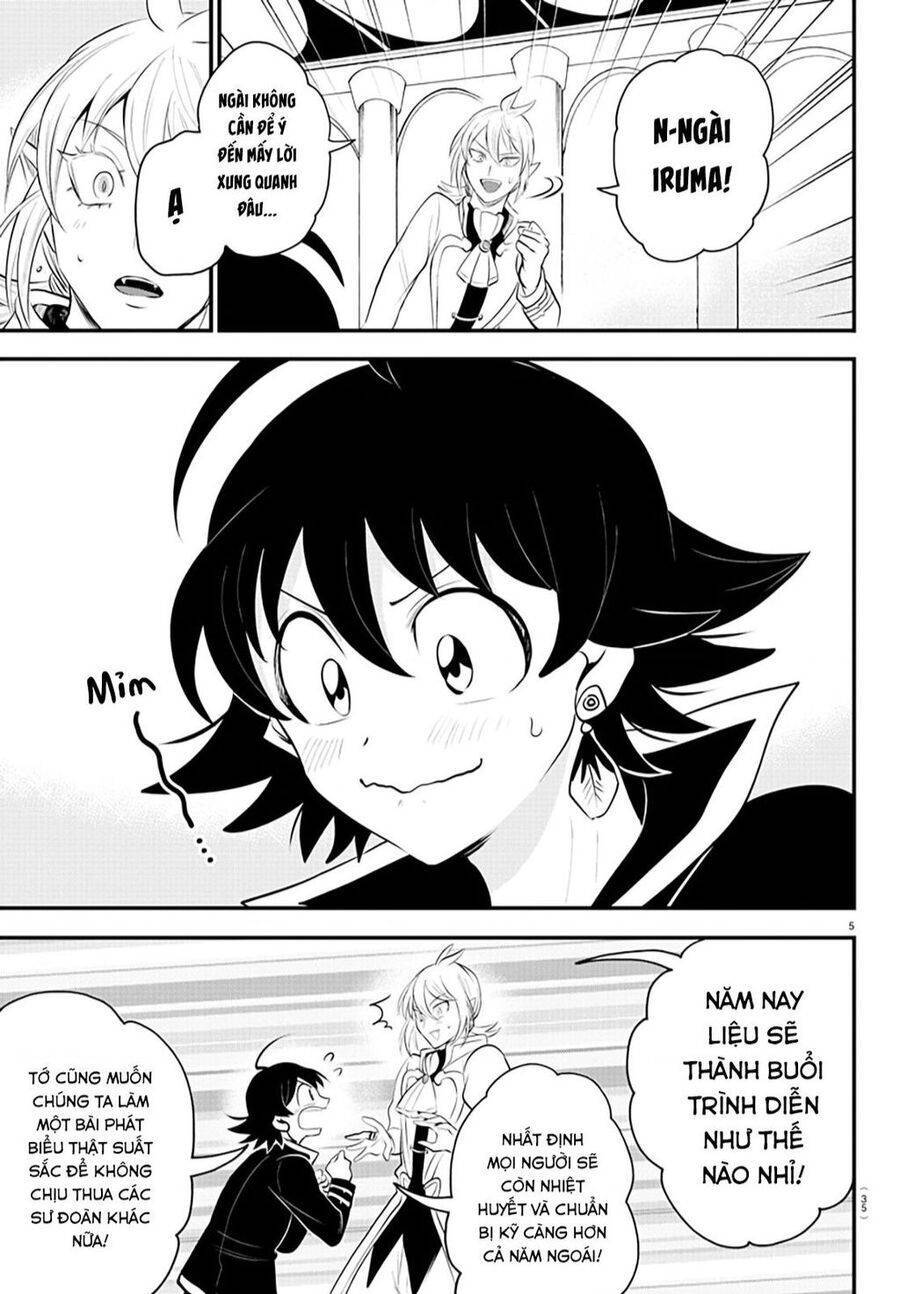 N-NGÀI
IRUMA!
NGÀI KHÔNG
CẦN ĐỂ Ý
ĐẾN MẤY LỜI
XUNG QUANH
ĐÂU...
Ạ
Mỉm
5
NĂM NAY
LIỆU SẼ
THÀNH BUỔI
TRÌNH DIỄN
NHƯ THẾ
NÀO NHỈ!
NHẤT ĐỊNH
MỌI NGƯỜI SẼ
CÒN NHIỆT
HUYẾT VÀ CHUẨN
BỊ KỸ CÀNG HƠN
CẢ NĂM NGOÁI!
TỚ CŨNG MUỐN
CHÚNG TA LÀM
MỘT BÀI PHÁT
BIỂU THẬT SUẤT
SẮC ĐỂ KHÔNG
CHỊU THUA CÁC
SƯ ĐOÀN KHÁC
NỮA!
(35)